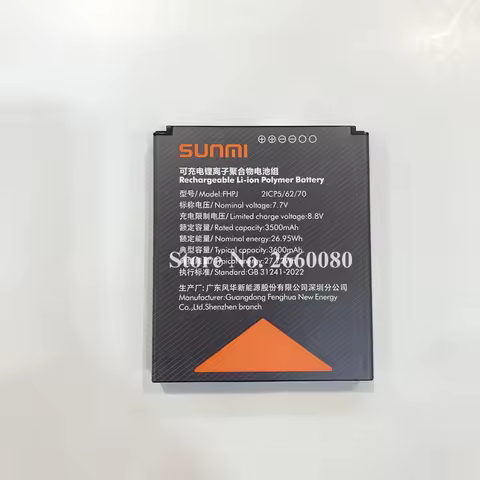 SUNMI
⊕⊕⊕⊖○○
可充电锂离子聚合物电池组
Rechargeable Li-ion Polymer Battery
型号/Model:FHPJ 2ICP5/62/70
标称电压/Nominal voltage:7.7V
充电限制电压/Limited charge voltage:8.8V
额定容量/Rated capacity:3500mAh
额定能量/Nominal energy:26.95Wh
典型容量/Typical capacity:3600mAh
Store No. 2660080
执行标准/Standard:GB 31241-2022
生产厂:广东风华新能源股份有限公司深圳分公司
Manufacturer:Guangdong Fenghua New Energy
Co.,Ltd.Shenzhen branch